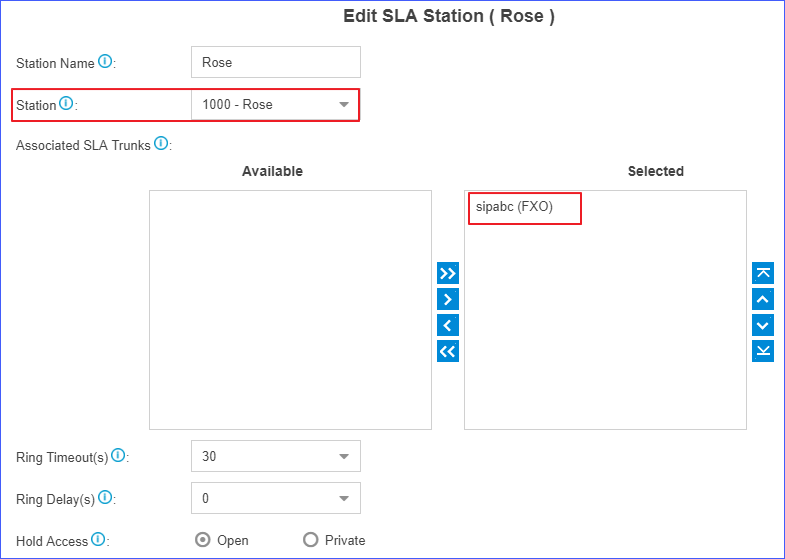 Edit SLA Station ( Rose )
Station Name : Rose
Station : 1000 - Rose
Associated SLA Trunks :
Available Selected
sipabc (FXO)
Ring Timeout(s) : 30
Ring Delay(s) : 0
Hold Access : Open Private